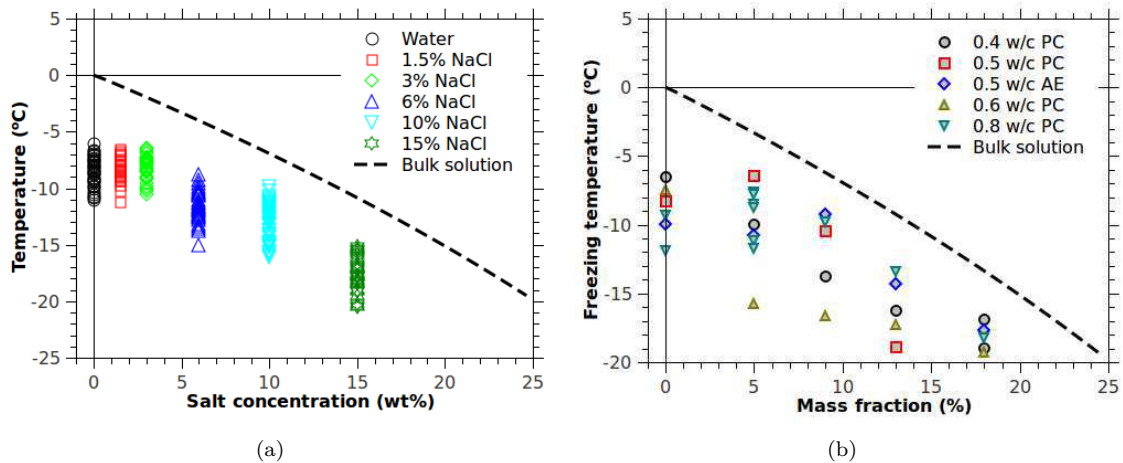 5
0
-5
-10
-15
-20
-25
0
5
10
15
20
25
Temperature (℃)
Salt concentration (wt%)
Water
1.5% NaCl
3% NaCl
6% NaCl
10% NaCl
15% NaCl
Bulk solution
(a)
5
0
-5
-10
-15
-20
0
5
10
15
20
25
Freezing temperature (℃)
Mass fraction (%)
0.4 w/c PC
0.5 w/c PC
0.5 w/c AE
0.6 w/c PC
0.8 w/c PC
Bulk solution
(b)